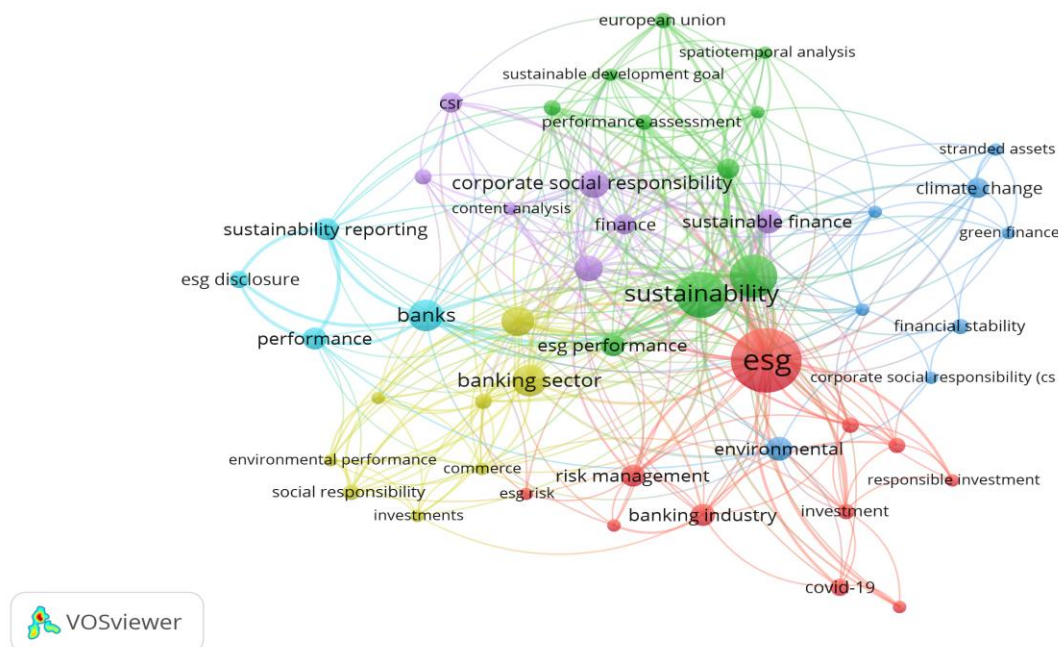 european union
spatiotemporal analysis
sustainable development goal
csr
performance assessment
stranded assets
corporate social responsibility
climate change
content analysis
finance
sustainable finance
sustainability reporting
green finance
esg disclosure
sustainability
banks
financial stability
performance
esg performance
esg
banking sector
corporate social responsibility (cs
environmental
environmental performance
commerce
risk management
responsible investment
social responsibility
esg risk
investments
banking industry
investment
covid-19
VOSviewer